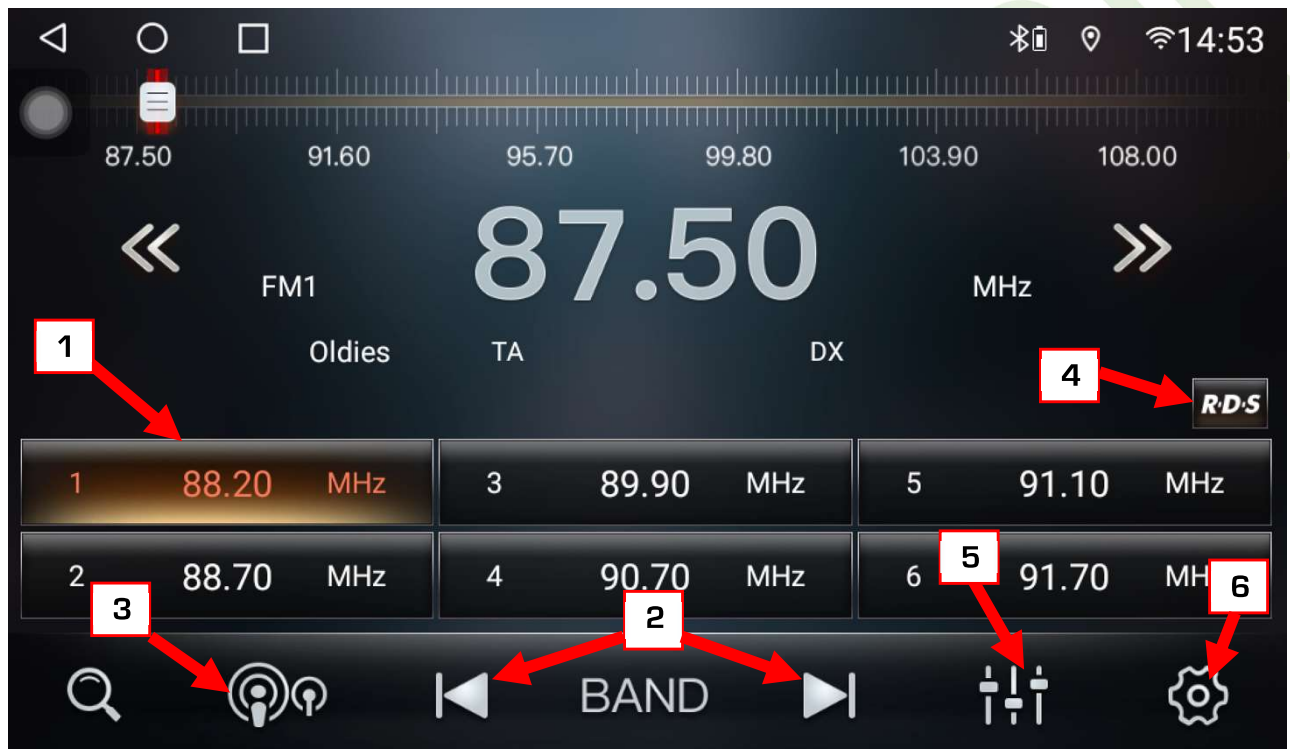 14:53
87.50 91.60 95.70 99.80 103.90 108.00
87.50
FM1 MHz
1 Oldies TA DX
4
R·D·S
1 88.20 MHz 3 89.90 MHz 5 91.10 MHz
5
2 88.70 MHz 4 90.70 MHz 6 91.70 MH
3 2 6
BAND